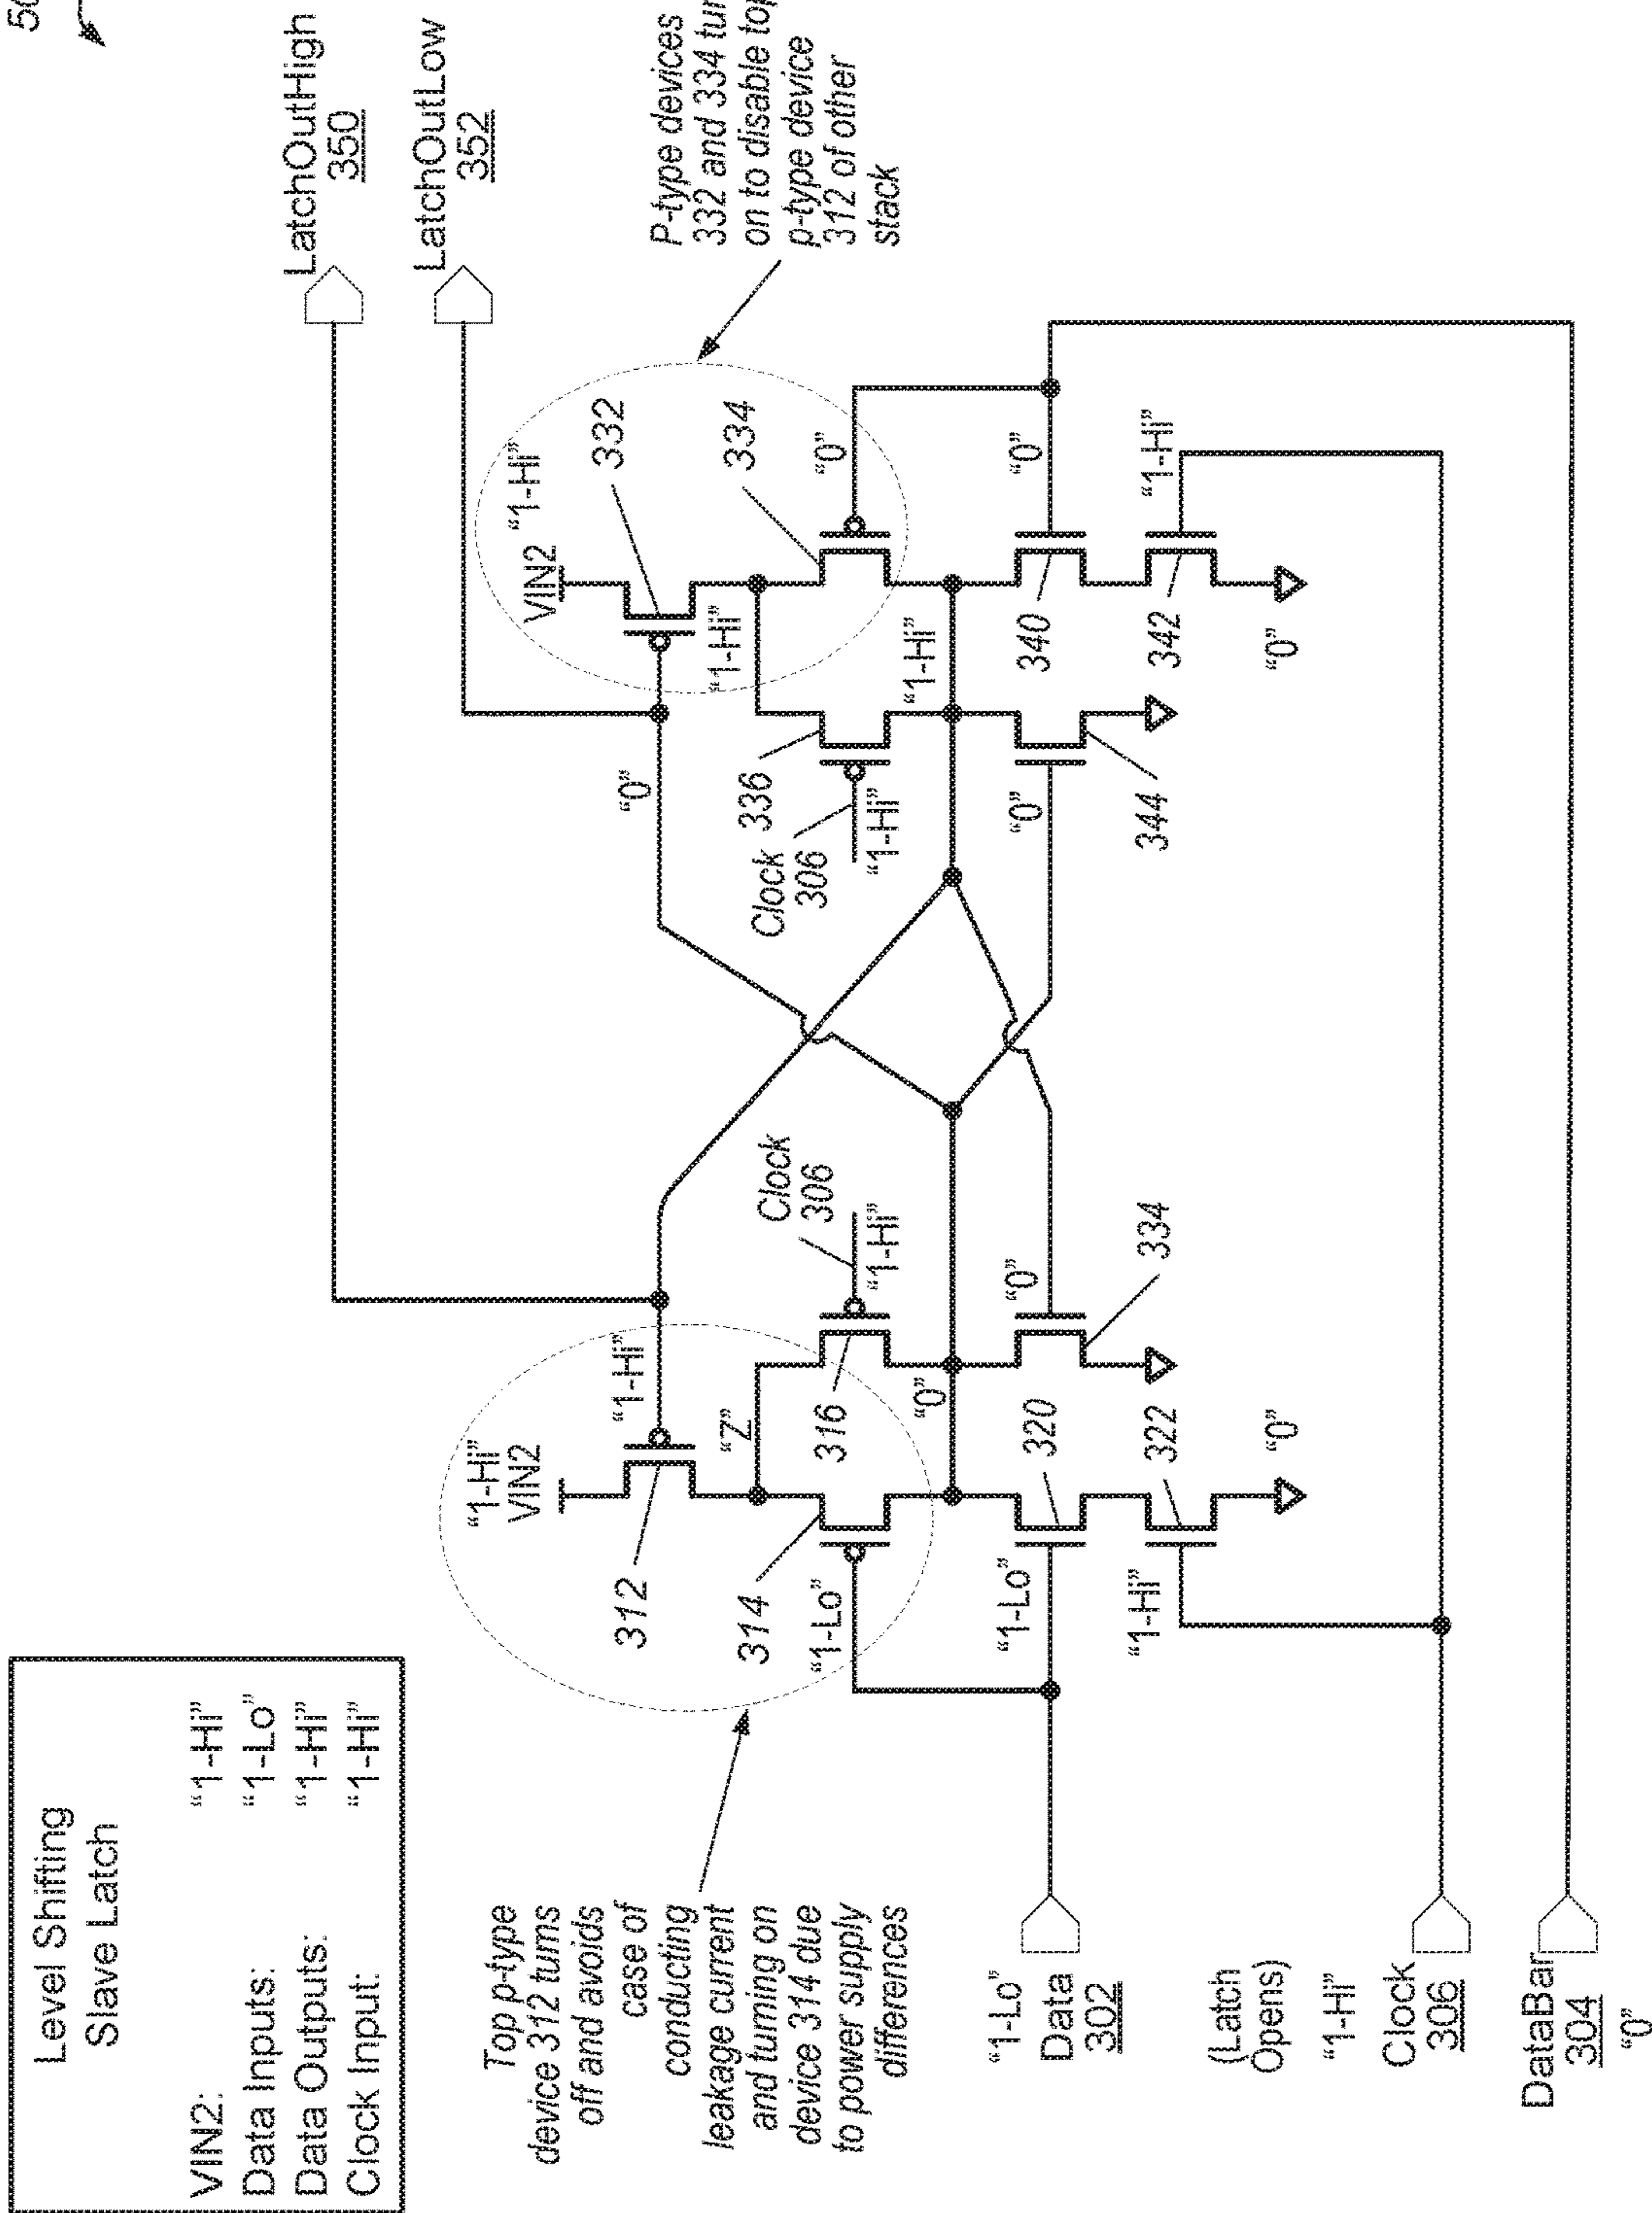 50
Level Shifting
Slave Latch
VIN2: "1-Hi"
Data Inputs: "1-Lo"
Data Outputs: "1-Hi"
Clock Input: "1-Hi"
LatchOutHigh
350
LatchOutLow
352
Top p-type
device 312 turns
off and avoids
case of
conducting
leakage current
and turning on
device 314 due
to power supply
differences
P-type devices
332 and 334 turn
on to disable top
p-type device
312 of other
stack
"1-Hi"
VIN2
312
"1-Hi"
"Z"
314
"1-Lo"
316
Clock
306
"1-Hi"
"0"
"1-Lo"
320
"0"
334
"1-Hi"
322
"0"
VIN2
"1-Hi"
332
"0"
"1-Hi"
334
"0"
336
Clock
306
"1-Hi"
"1-Hi"
"0"
340
"0"
344
342
"1-Hi"
"0"
"1-Lo"
Data
302
(Latch
Opens)
"1-Hi"
Clock
306
DataBar
304
"0"